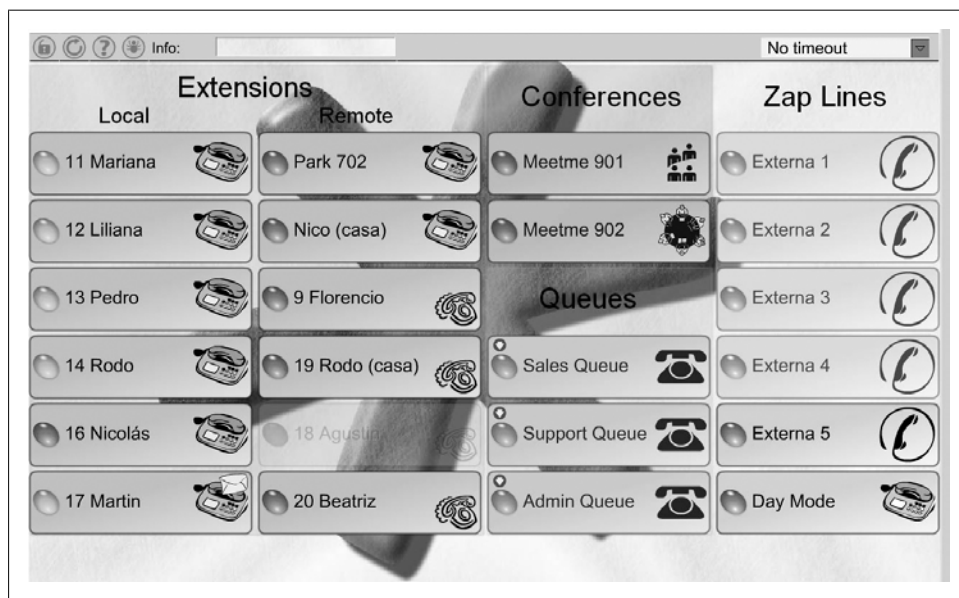 Info:
No timeout
Extensions
Local
Remote
Conferences
Zap Lines
11 Mariana
Park 702
Meetme 901
Externa 1
12 Liliana
Nico (casa)
Meetme 902
Externa 2
13 Pedro
9 Florencio
Queues
Externa 3
14 Rodo
19 Rodo (casa)
Sales Queue
Externa 4
16 Nicolás
18 Agustin
Support Queue
Externa 5
17 Martin
20 Beatriz
Admin Queue
Day Mode